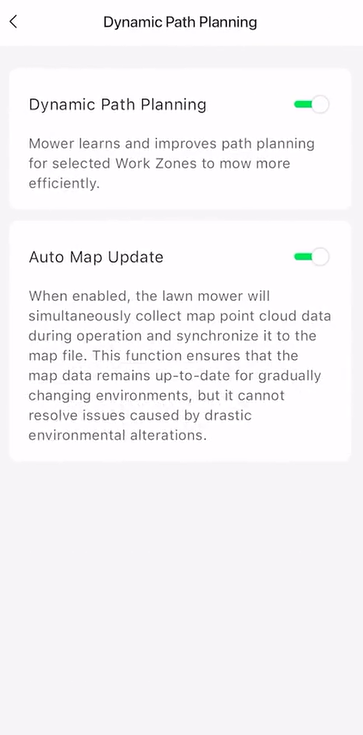 Dynamic Path Planning
Dynamic Path Planning
Mower learns and improves path planning
for selected Work Zones to mow more
efficiently.
Auto Map Update
When enabled, the lawn mower will
simultaneously collect map point cloud data
during operation and synchronize it to the
map file. This function ensures that the
map data remains up-to-date for gradually
changing environments, but it cannot
resolve issues caused by drastic
environmental alterations.